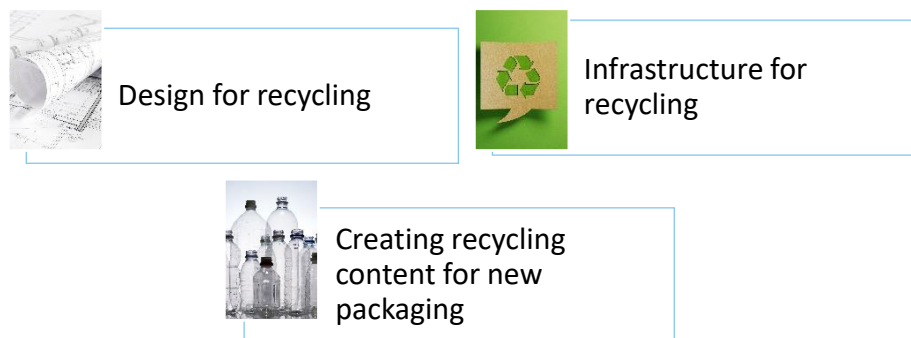 Design for recycling
Infrastructure for
recycling
Creating recycling
content for new
packaging